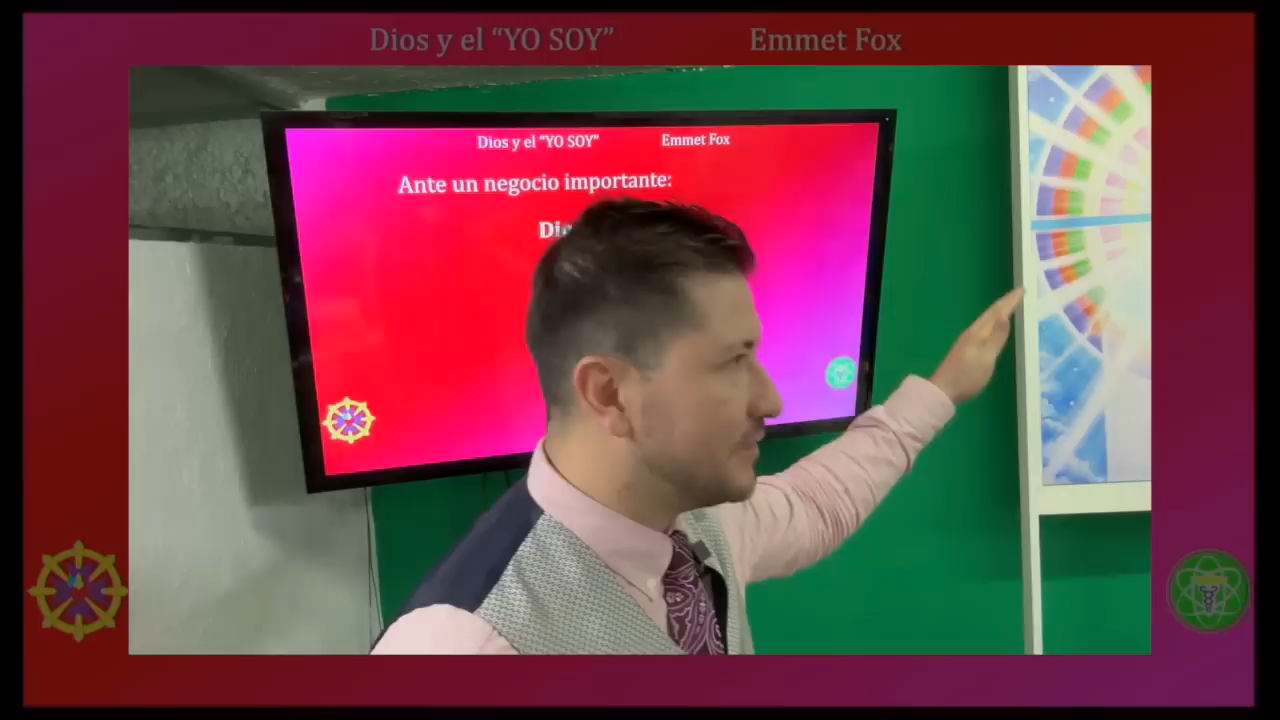 Dios y el “YO SOY” Emmet Fox
Dios y el “YO SOY” Emmet Fox
Ante un negocio importante: